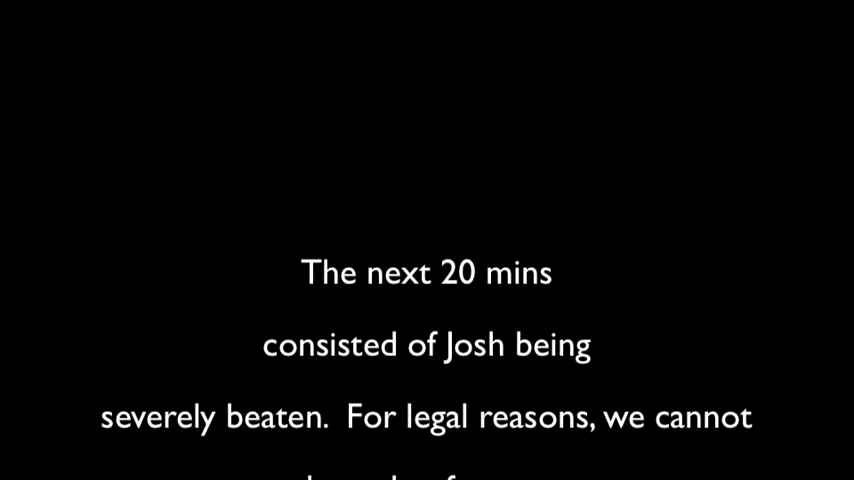 The next 20 mins
consisted of Josh being
severely beaten.  For legal reasons, we cannot